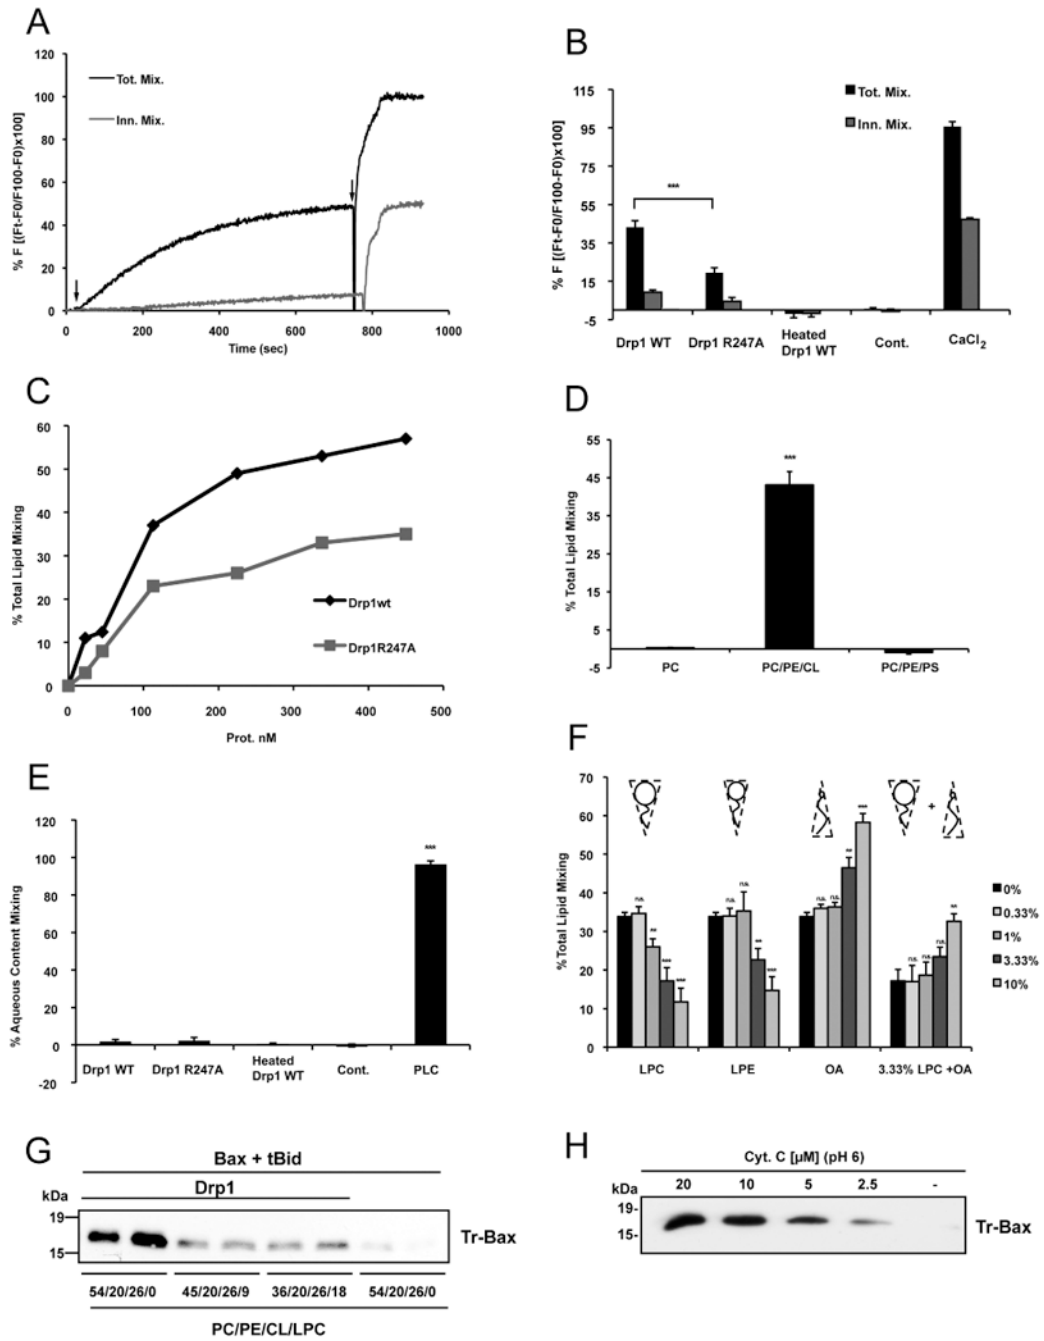 A
120
100
80
60
40
20
0
0 200 400 600 800 1000
% F [(Ft-F0/F100-F0)x100]
Time (sec)
Tot. Mix.
Inn. Mix.
B
115
95
75
55
35
15
-5
% F [(Ft-F0/F100-F0)x100]
Tot. Mix.
Inn. Mix.
***
Drp1 WT Drp1 R247A Heated Cont. CaCl2
Drp1 WT
C
60
50
40
30
20
10
0
0 100 200 300 400 500
% Total Lipid Mixing
Prot. nM
Drp1wt
Drp1R247A
D
55
45
35
25
15
5
-5
% Total Lipid Mixing
***
PC PC/PE/CL PC/PE/PS
E
120
100
80
60
40
20
0
-20
% Aqueous Content Mixing
***
Drp1 WT Drp1 R247A Heated Cont. PLC
Drp1 WT
F
70
60
50
40
30
20
10
0
%Total Lipid Mixing
+
n.s. ** *** ***
n.s. n.s. ** ***
n.s. n.s. ** ***
n.s. n.s. n.s. **
LPC LPE OA 3.33% LPC +OA
0%
0.33%
1%
3.33%
10%
G
Bax + tBid
Drp1
kDa
19
15
Tr-Bax
54/20/26/0 45/20/26/9 36/20/26/18 54/20/26/0
PC/PE/CL/LPC
H
Cyt. C [µM] (pH 6)
20 10 5 2.5 -
kDa
19-
15-
Tr-Bax